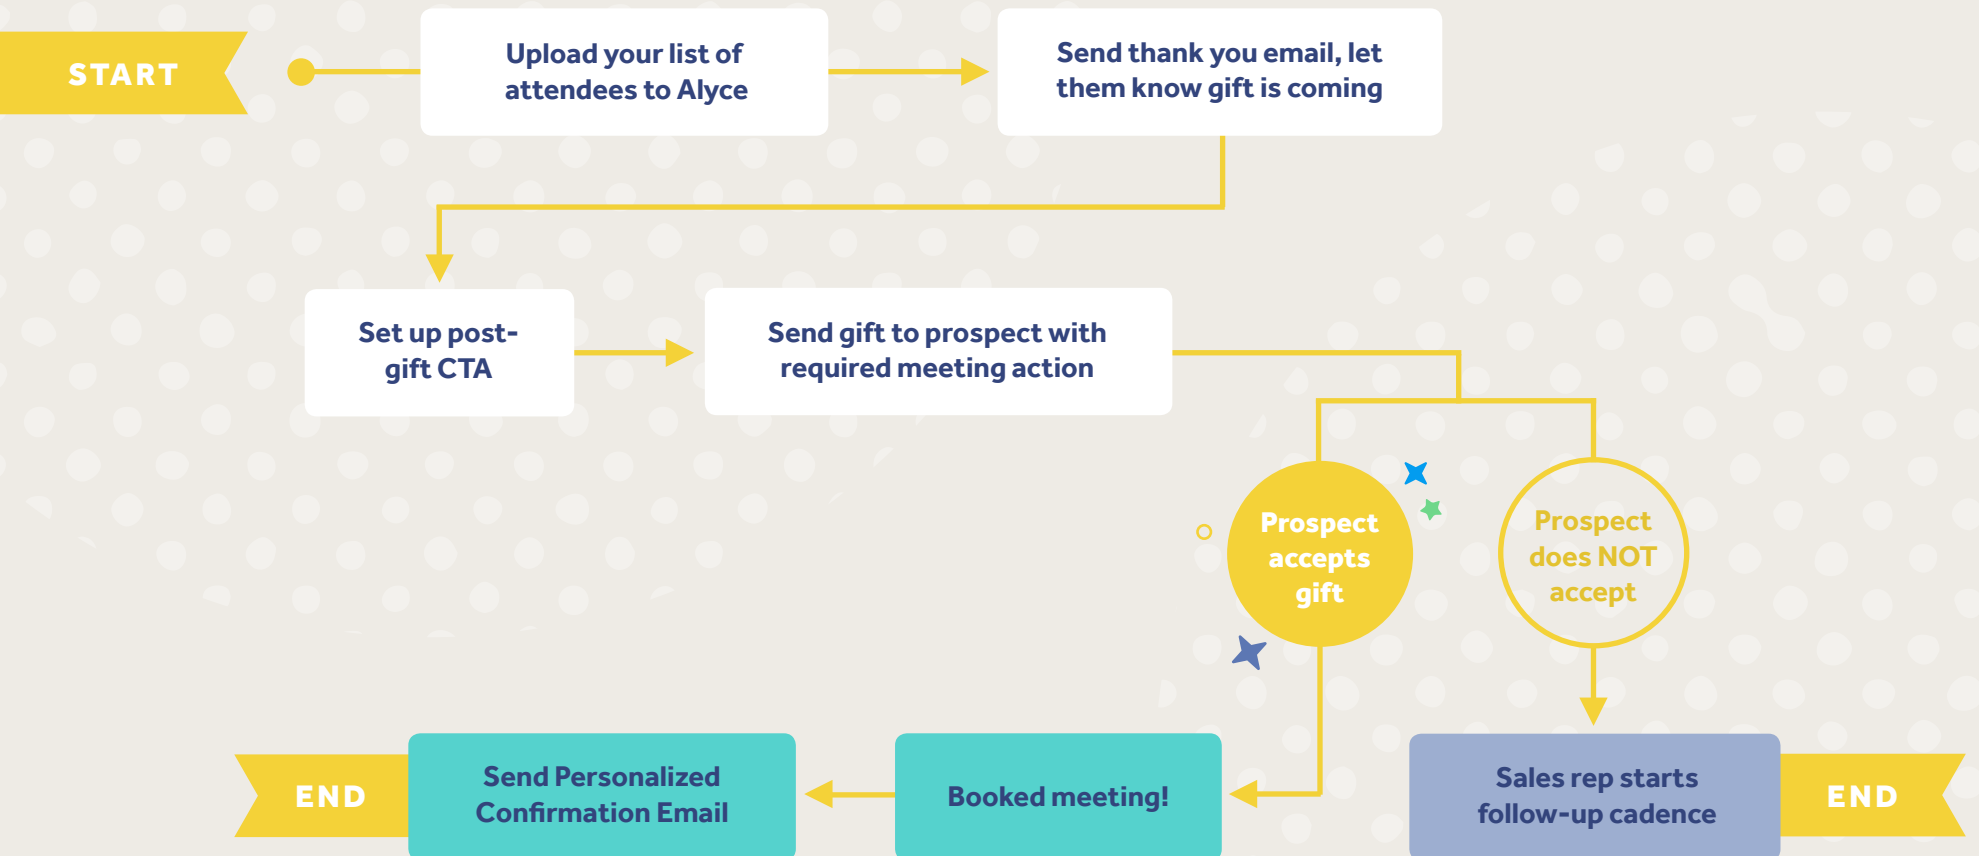 START
Upload your list of
attendees to Alyce
Send thank you email, let
them know gift is coming
Set up post-
gift CTA
Send gift to prospect with
required meeting action
Prospect
accepts
gift
Prospect
does NOT
accept
END
Send Personalized
Confirmation Email
Booked meeting!
Sales rep starts
follow-up cadence
END